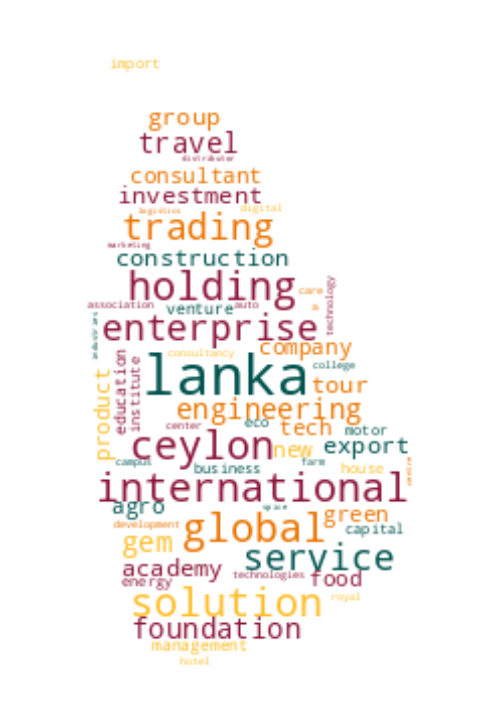 import
group
travel
distributor
consultant
investment
logistics digital
trading
marketing
construction
holding care
association venture auto technology
enterprise
industries company
consultancy
lanka college
education institute tour
product engineering
eco tech motor
center
ceylon new export
campus business farm house centre
international
agro spice
global green
development capital
gem service
academy technologies food
energy
solution royal
foundation
management
hotel